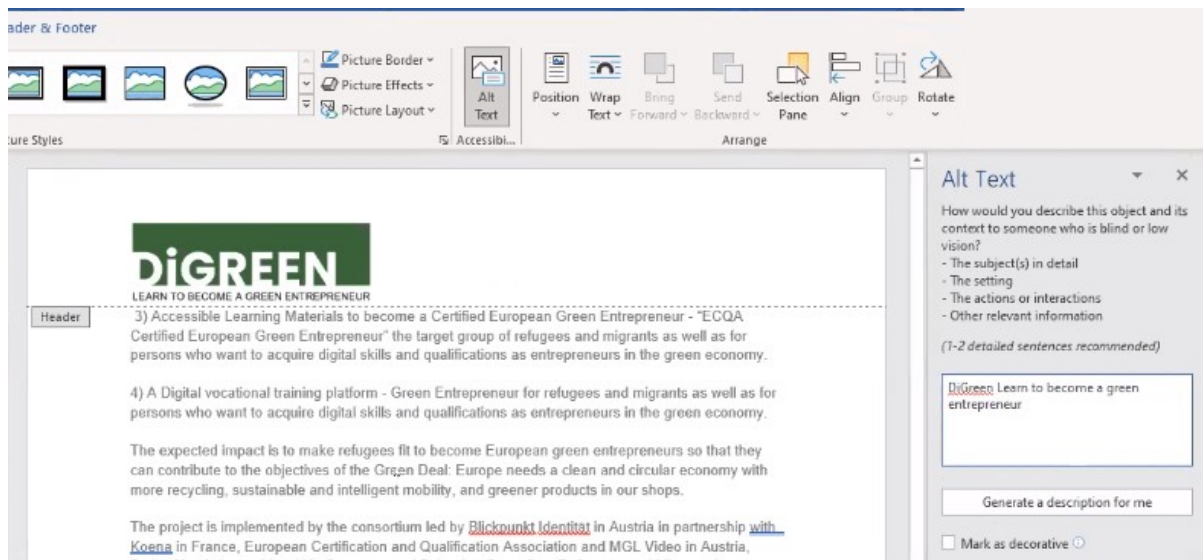 ader & Footer
Picture Border
Picture Effects
Picture Layout
Alt Text
Position
Wrap Text
Bring Forward
Send Backward
Selection Pane
Align
Group
Rotate
ture Styles
Accessibi...
Arrange
DiGREEN
LEARN TO BECOME A GREEN ENTREPRENEUR
Header
3) Accessible Learning Materials to become a Certified European Green Entrepreneur - "ECQA
Certified European Green Entrepreneur" the target group of refugees and migrants as well as for
persons who want to acquire digital skills and qualifications as entrepreneurs in the green economy.
4) A Digital vocational training platform - Green Entrepreneur for refugees and migrants as well as for
persons who want to acquire digital skills and qualifications as entrepreneurs in the green economy.
The expected impact is to make refugees fit to become European green entrepreneurs so that they
can contribute to the objectives of the Green Deal: Europe needs a clean and circular economy with
more recycling, sustainable and intelligent mobility, and greener products in our shops.
The project is implemented by the consortium led by Blickpunkt Identität in Austria in partnership with
Koena in France, European Certification and Qualification Association and MGL Video in Austria,
Alt Text
How would you describe this object and its
context to someone who is blind or low
vision?
- The subject(s) in detail
- The setting
- The actions or interactions
- Other relevant information
(1-2 detailed sentences recommended)
DiGreen Learn to become a green
entrepreneur
Generate a description for me
Mark as decorative